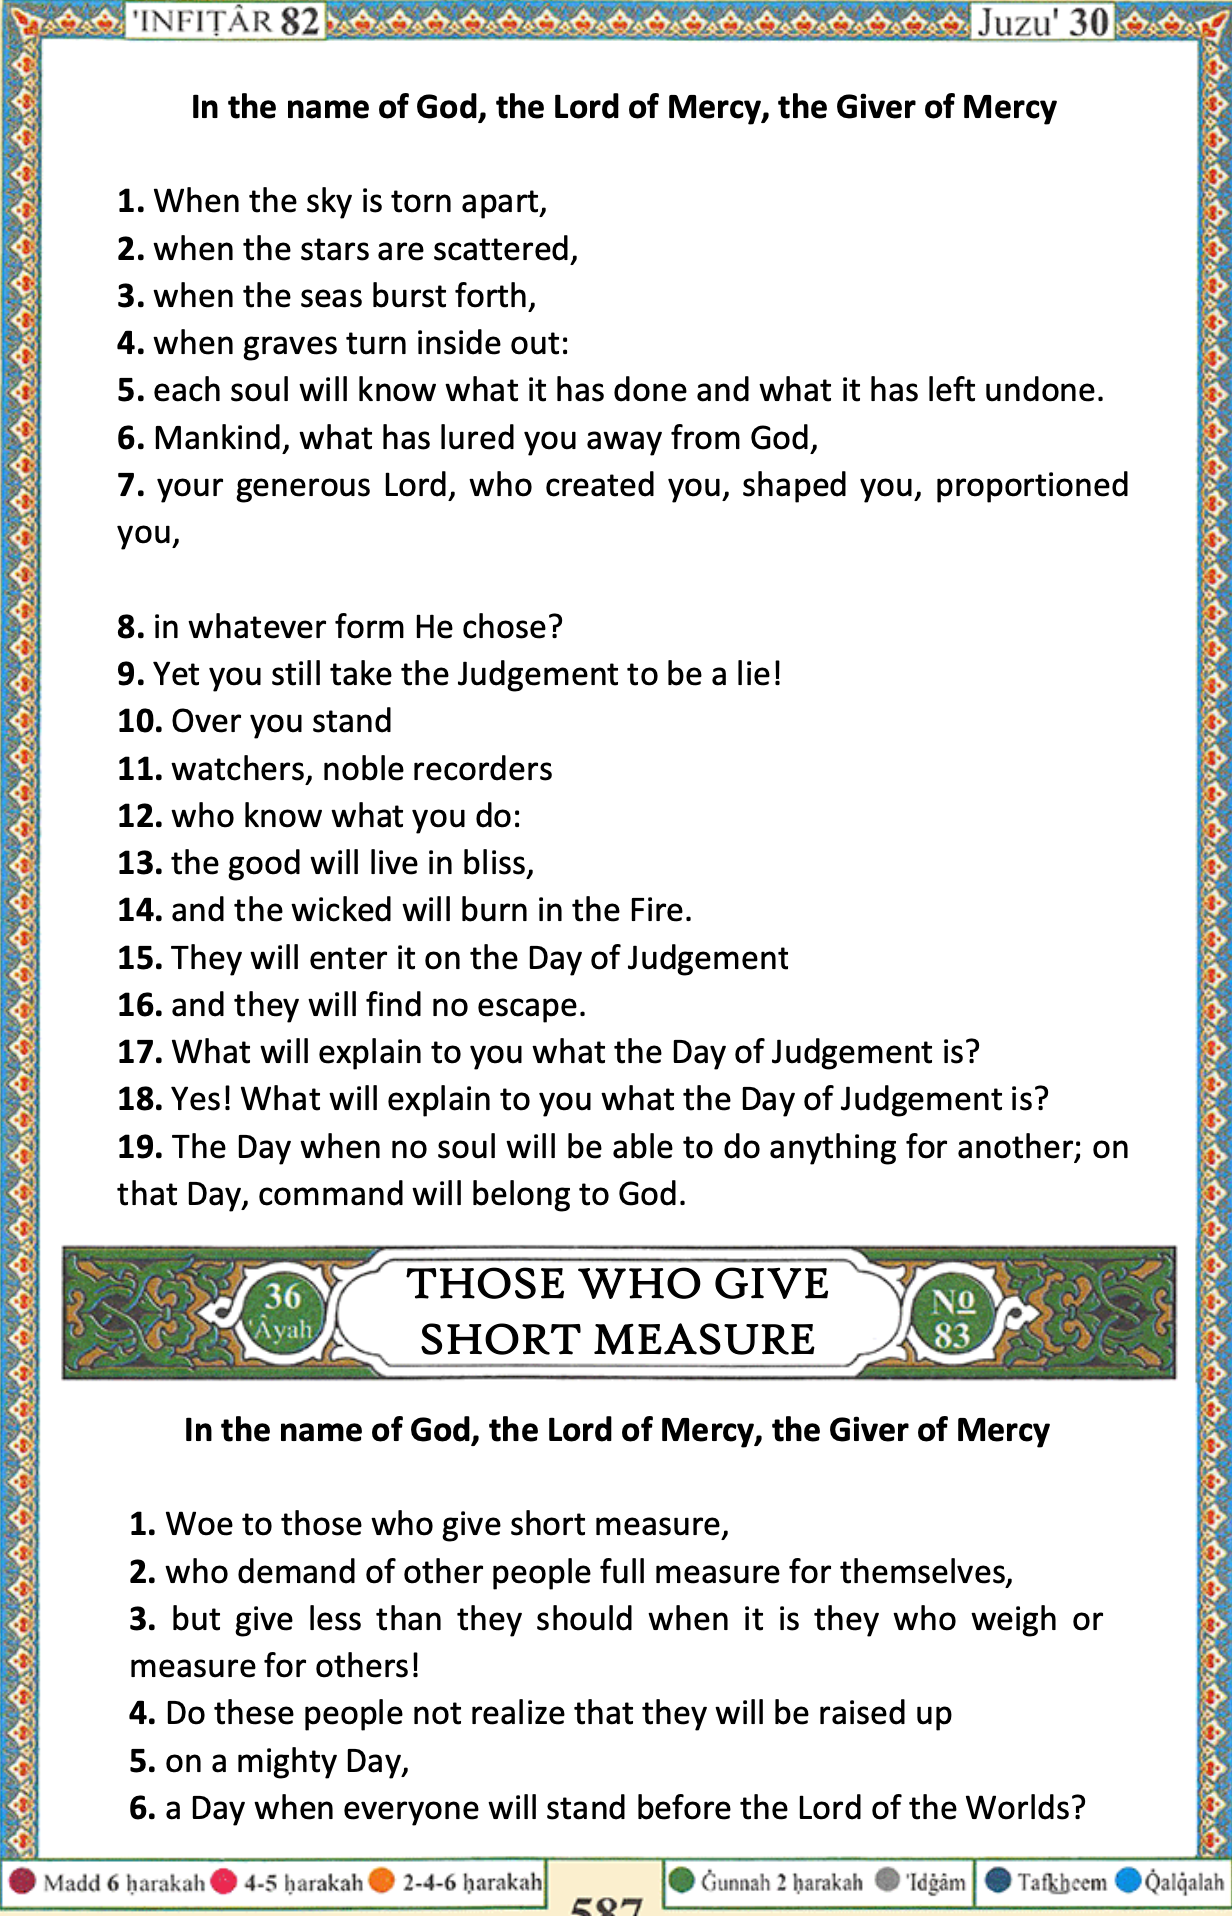 'INFIṬÂR 82
Juzu' 30
In the name of God, the Lord of Mercy, the Giver of Mercy
1. When the sky is torn apart,
2. when the stars are scattered,
3. when the seas burst forth,
4. when graves turn inside out:
5. each soul will know what it has done and what it has left undone.
6. Mankind, what has lured you away from God,
7. your generous Lord, who created you, shaped you, proportioned
you,
8. in whatever form He chose?
9. Yet you still take the Judgement to be a lie!
10. Over you stand
11. watchers, noble recorders
12. who know what you do:
13. the good will live in bliss,
14. and the wicked will burn in the Fire.
15. They will enter it on the Day of Judgement
16. and they will find no escape.
17. What will explain to you what the Day of Judgement is?
18. Yes! What will explain to you what the Day of Judgement is?
19. The Day when no soul will be able to do anything for another; on
that Day, command will belong to God.
36
'Âyah
THOSE WHO GIVE
SHORT MEASURE
No
83
In the name of God, the Lord of Mercy, the Giver of Mercy
1. Woe to those who give short measure,
2. who demand of other people full measure for themselves,
3. but give less than they should when it is they who weigh or
measure for others!
4. Do these people not realize that they will be raised up
5. on a mighty Day,
6. a Day when everyone will stand before the Lord of the Worlds?
Madd 6 ḥarakah 4-5 ḥarakah 2-4-6 ḥarakah
587
Ġunnah 2 ḥarakah 'Idġâm Tafkheem Q̇alq̇alah